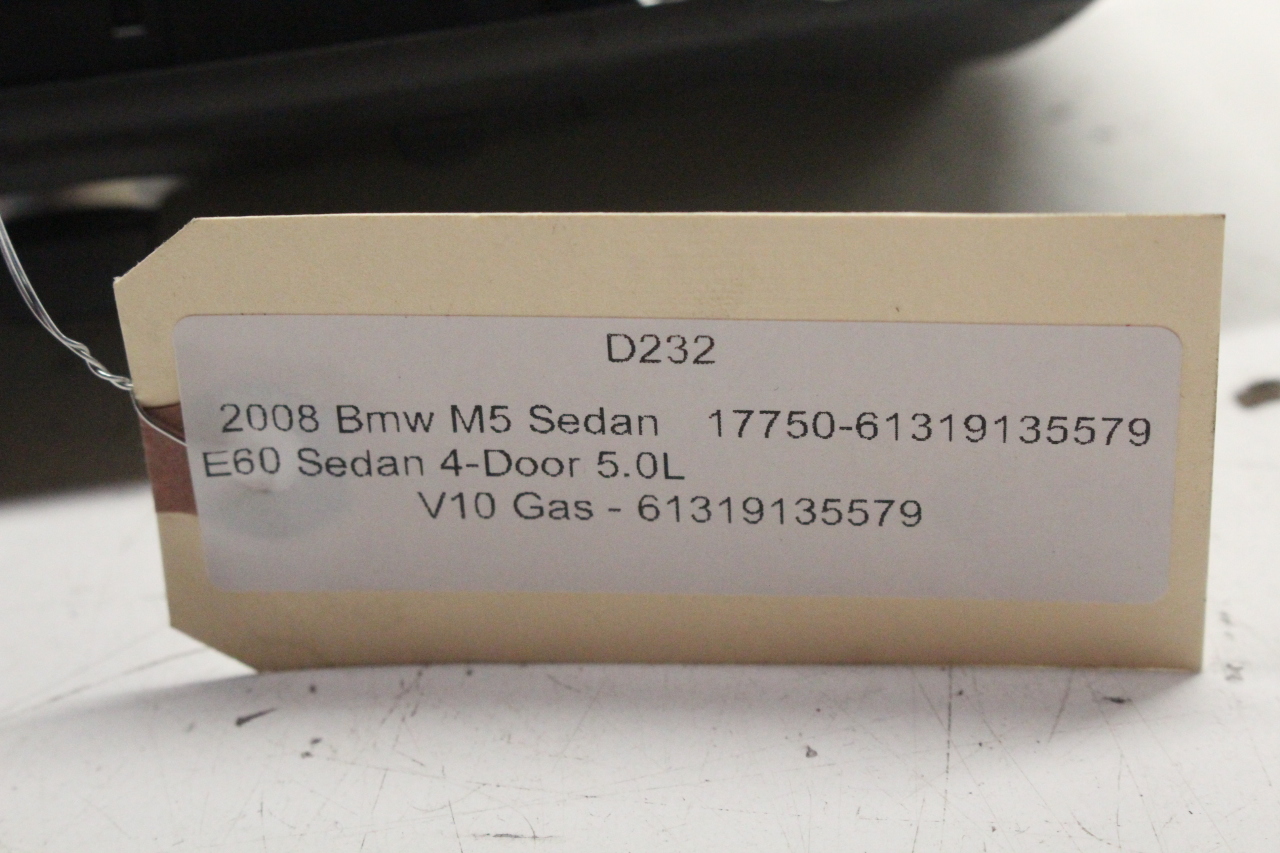 D232
2008 Bmw M5 Sedan 17750-61319135579
E60 Sedan 4-Door 5.0L
V10 Gas - 61319135579